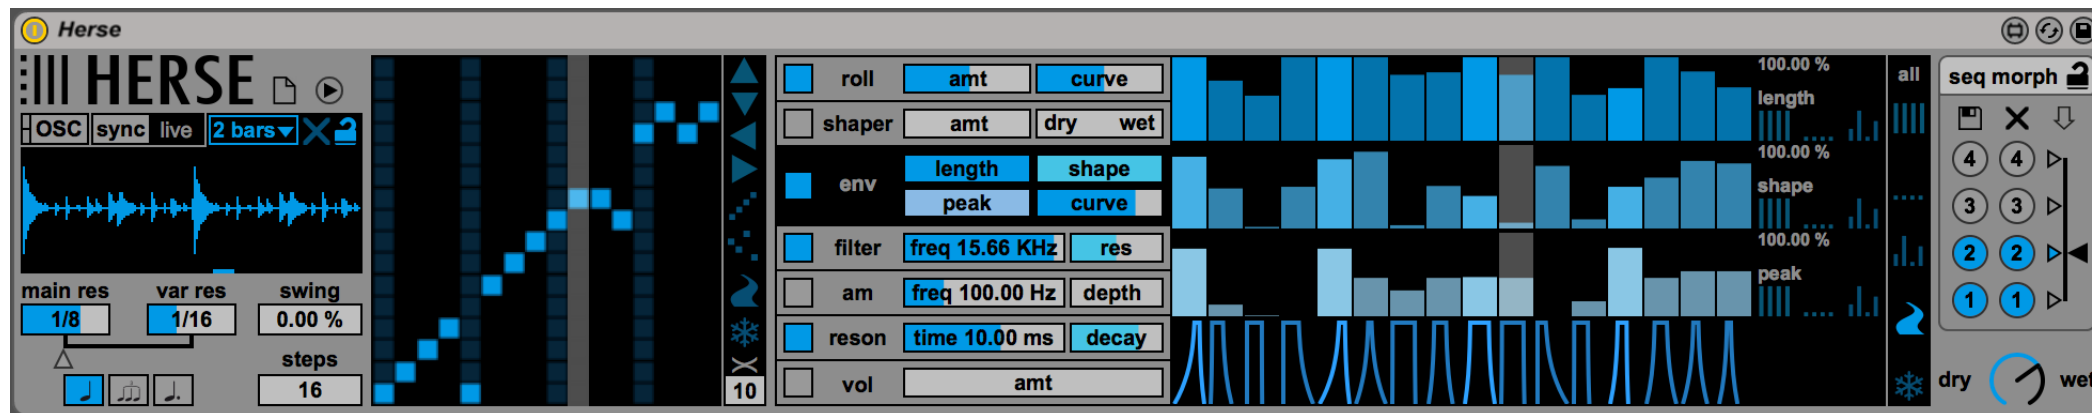 Herse
HERSE
OSC sync live 2 bars
main res var res swing
1/8 1/16 0.00 %
steps
16
10
roll amt curve
shaper amt dry wet
env length shape
peak curve
filter freq 15.66 KHz res
am freq 100.00 Hz depth
reson time 10.00 ms decay
vol amt
100.00 %
length
100.00 %
shape
100.00 %
peak
all
seq morph
4 4
3 3
2 2
1 1
dry wet